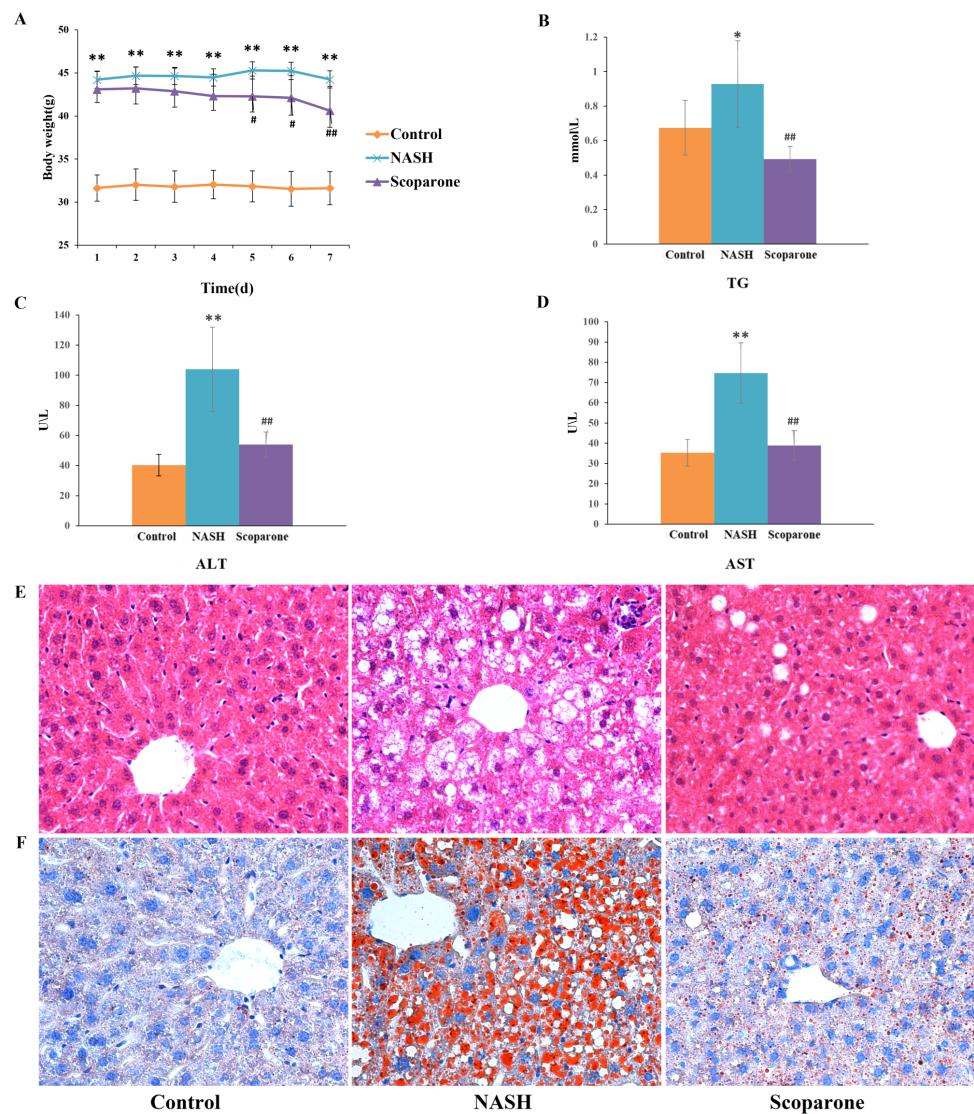 A
50
45
40
35
30
25
Body weight(g)
** ** ** ** ** ** **
# # ##
1 2 3 4 5 6 7
Time(d)
Control
NASH
Scoparone
B
1.2
1
0.8
0.6
0.4
0.2
0
mmol\L
*
##
Control NASH Scoparone
TG
C
140
120
100
80
60
40
20
0
U\L
**
##
Control NASH Scoparone
ALT
D
100
90
80
70
60
50
40
30
20
10
0
U\L
**
##
Control NASH Scoparone
AST
E
F
Control NASH Scoparone